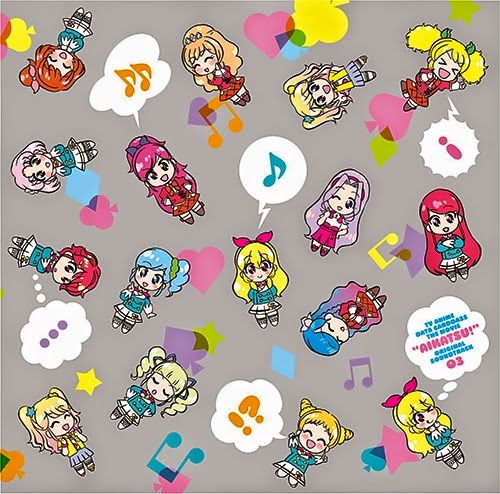 TV ANIME
DATA CARDDASS
THE MOVIE
"AIKATSU!"
ORIGINAL
SOUNDTRACK
03